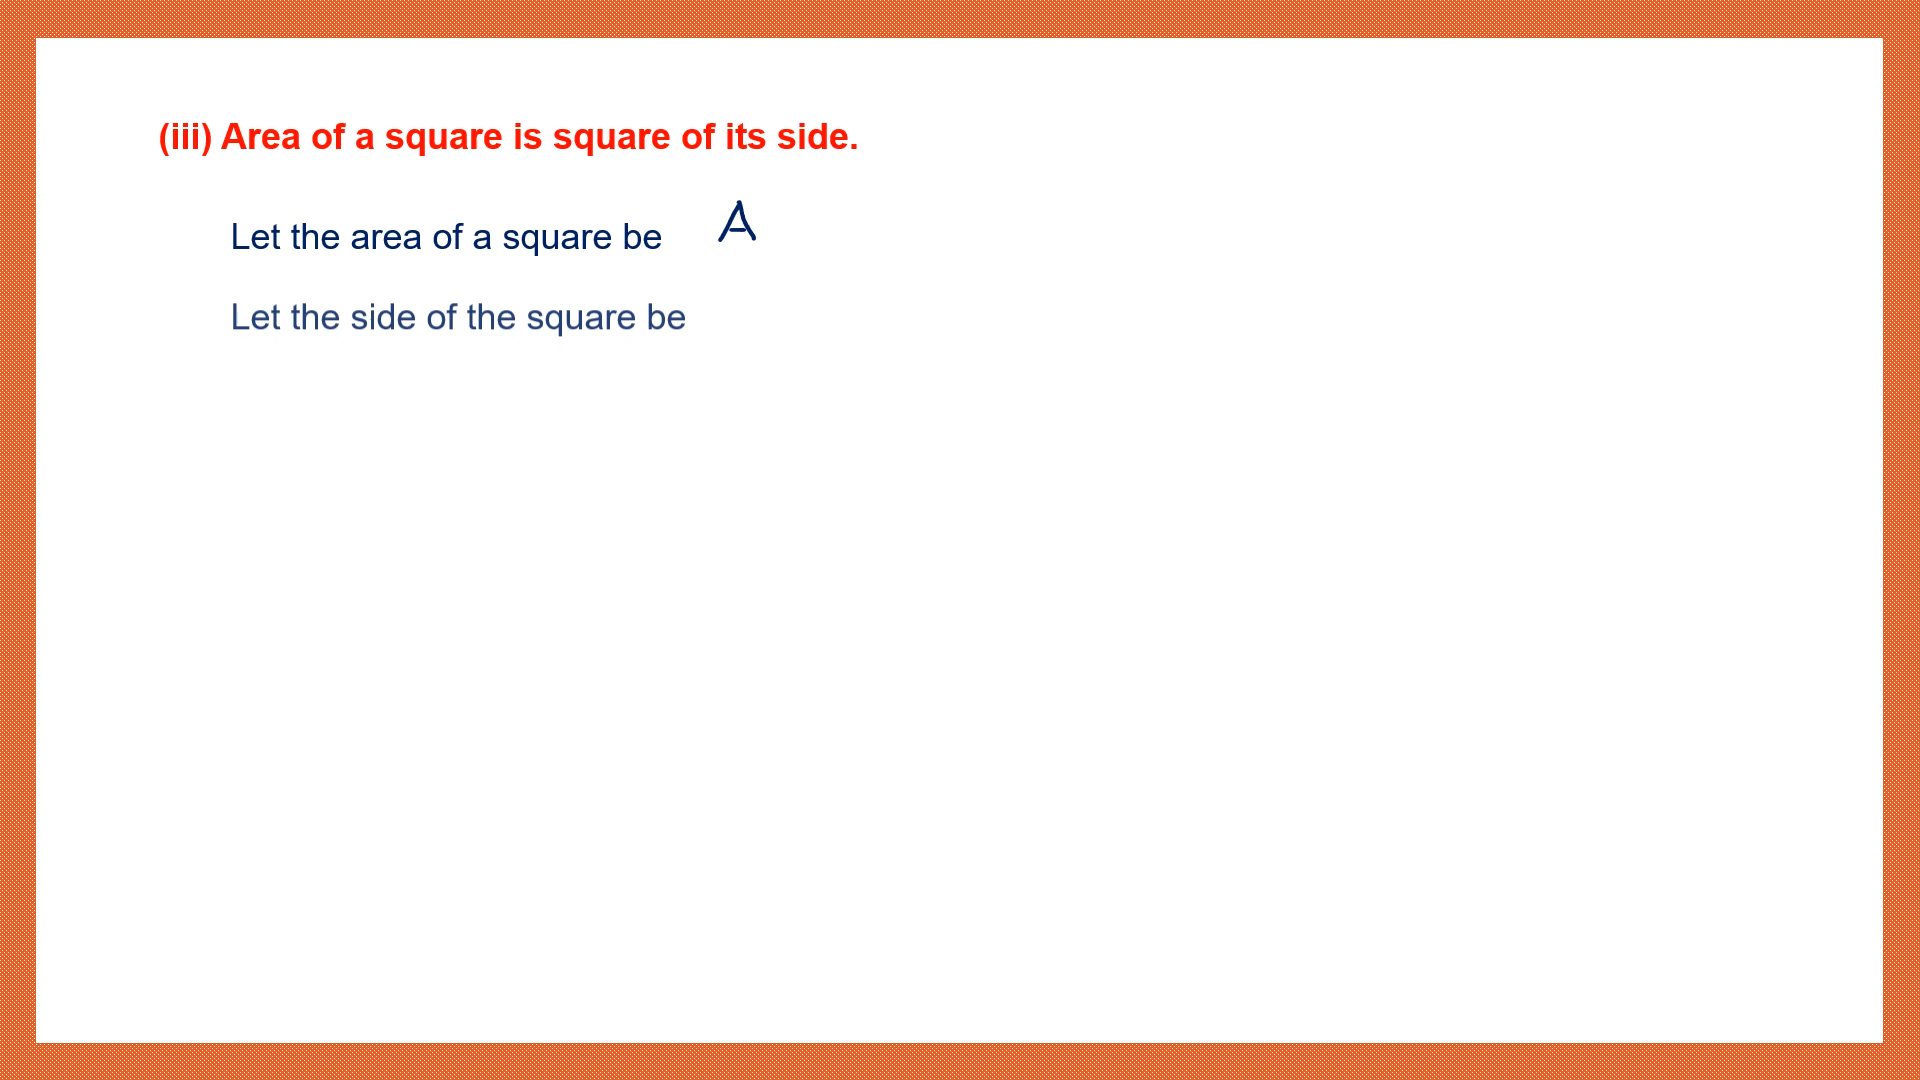 (iii) Area of a square is square of its side.
Let the area of a square be A
Let the side of the square be